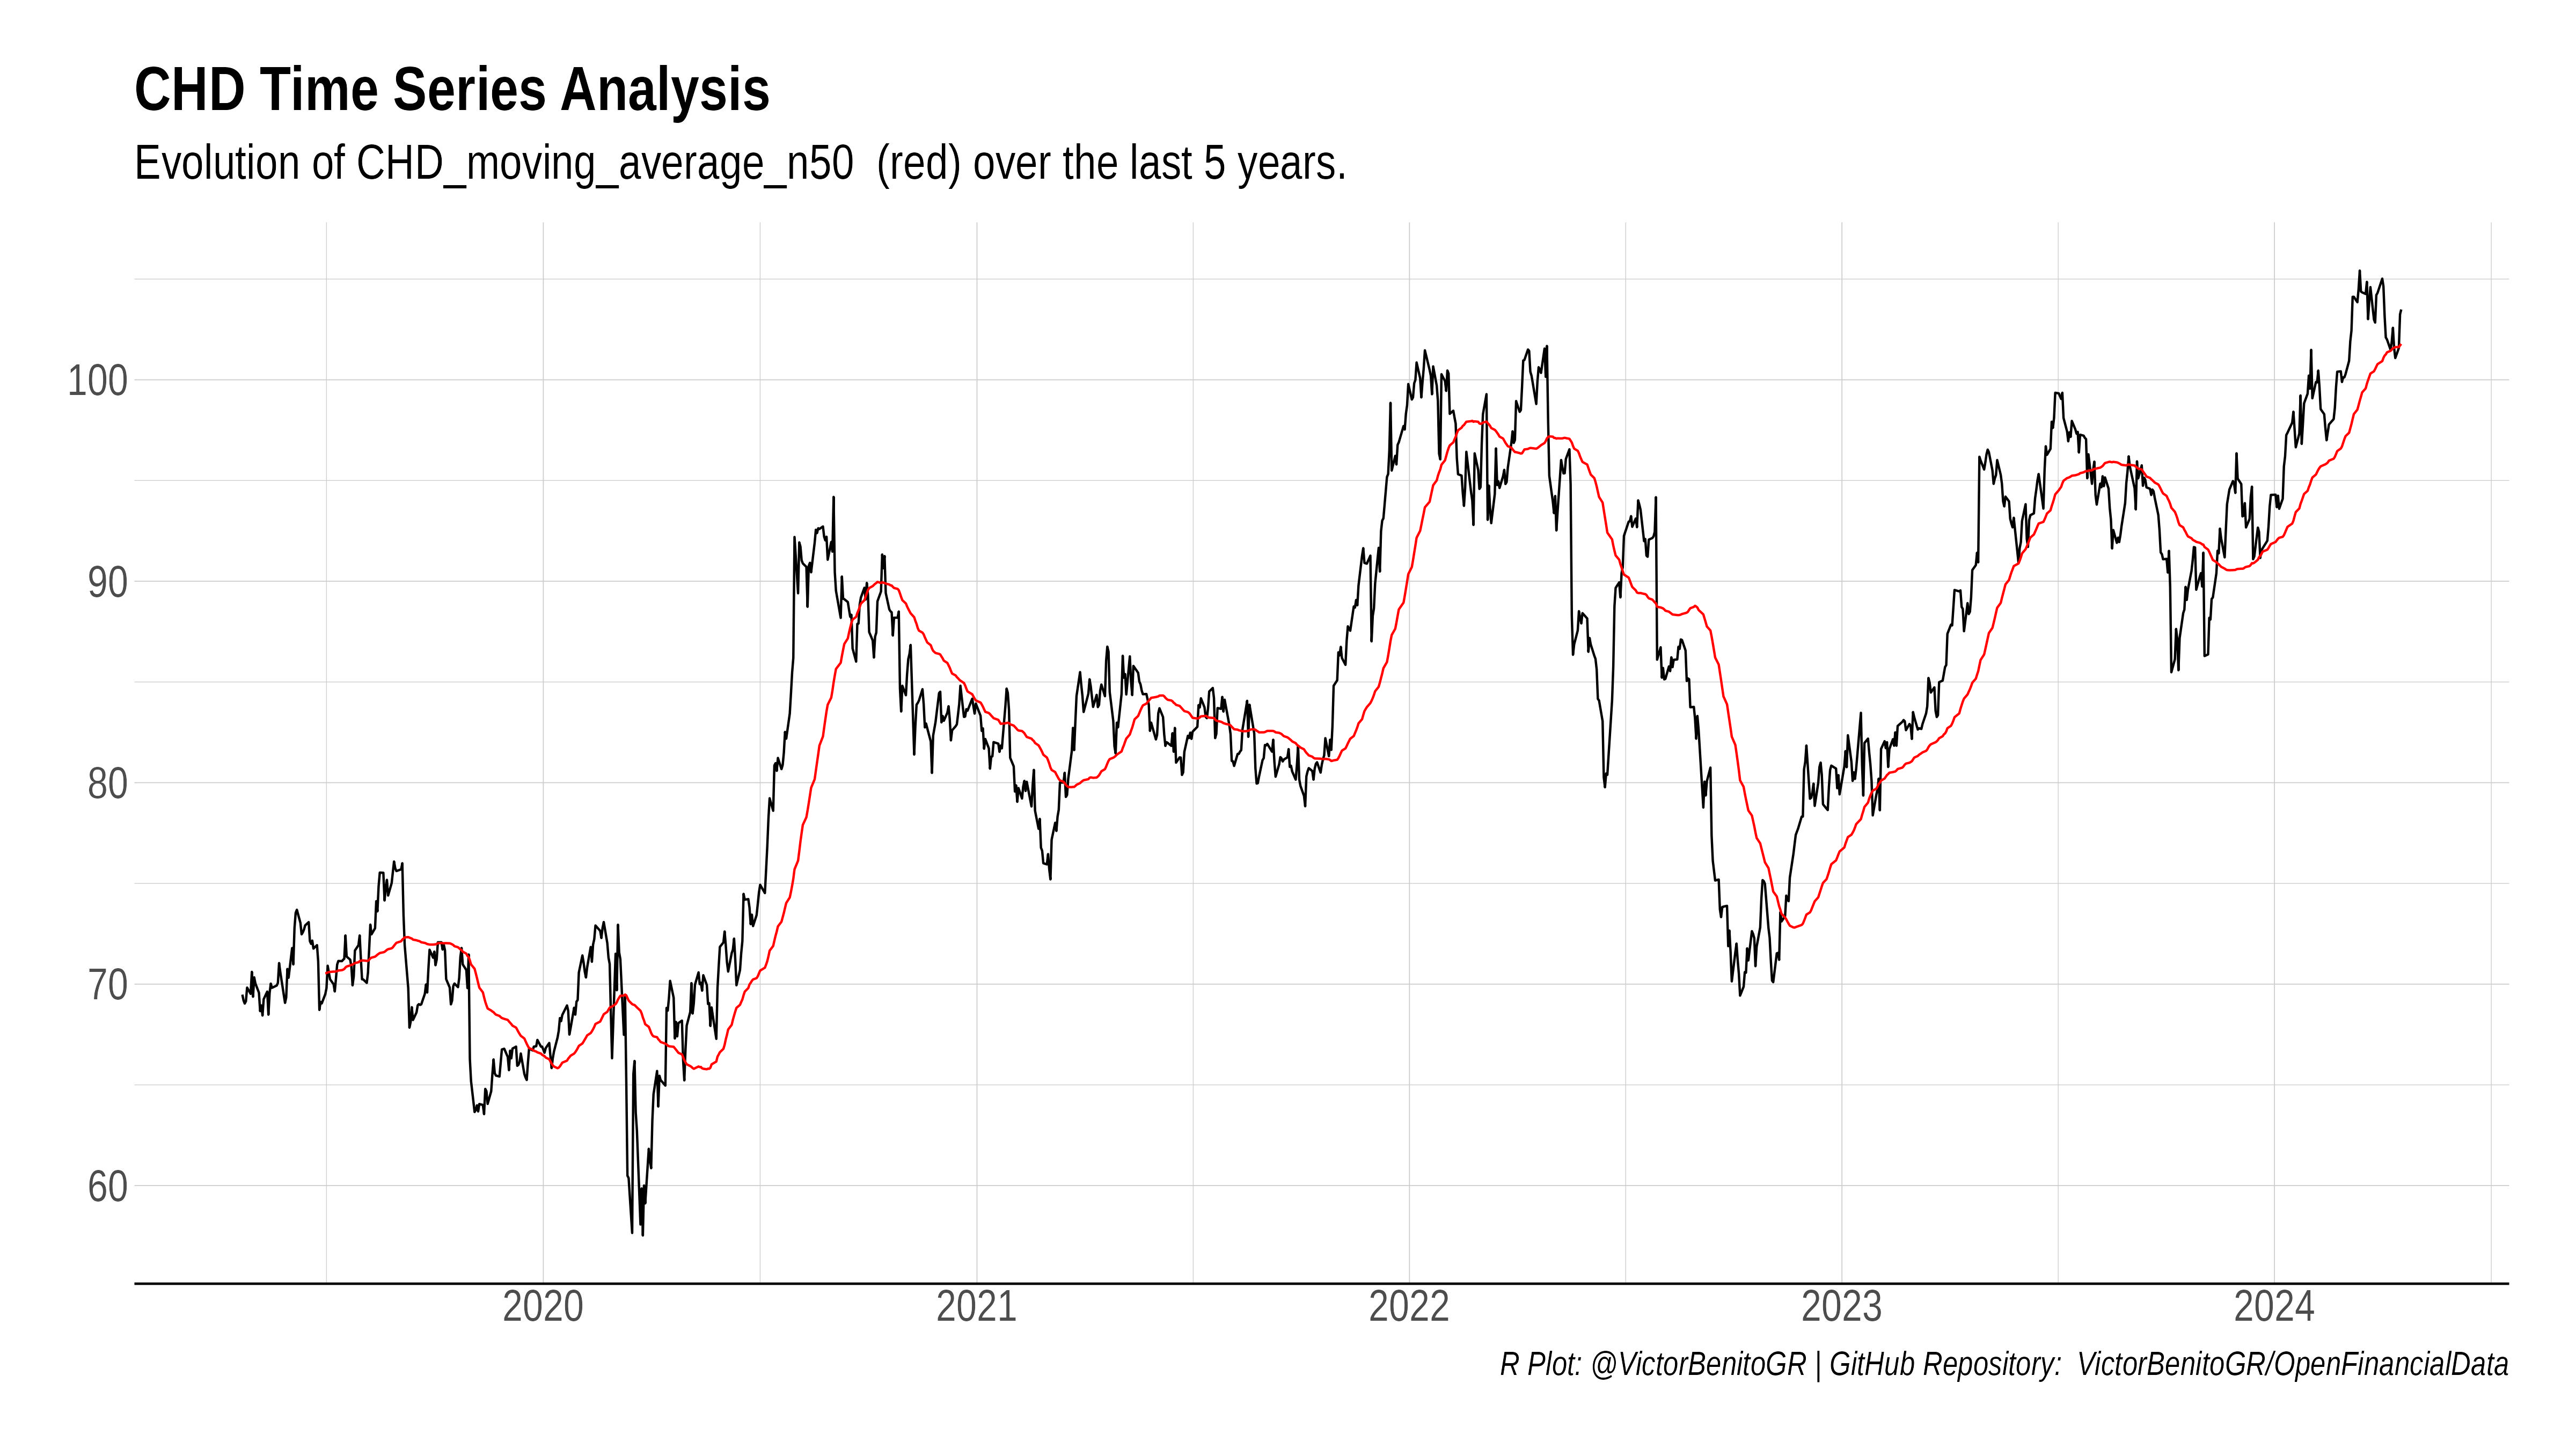 CHD Time Series Analysis
Evolution of CHD_moving_average_n50  (red) over the last 5 years.
100
90
80
70
60
2020 2021 2022 2023 2024
R Plot: @VictorBenitoGR | GitHub Repository:  VictorBenitoGR/OpenFinancialData